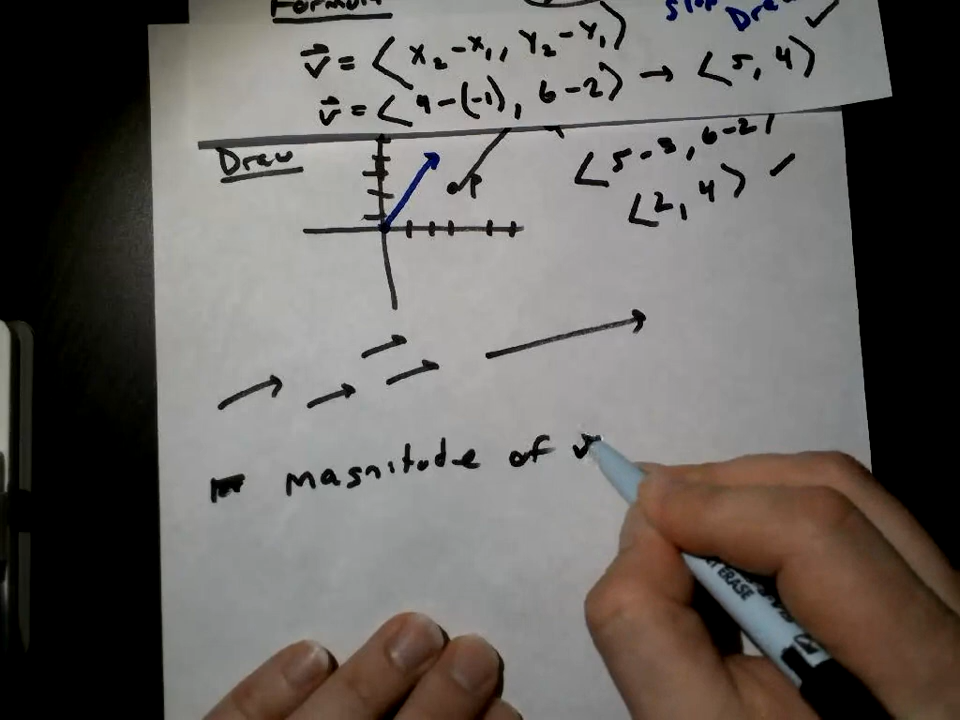 Formula
Draw
v⃗ = ⟨x₂-x₁, y₂-y₁⟩
v⃗ = ⟨4-(-1), 6-2⟩ → ⟨5, 4⟩ ✓
Draw
P
⟨5-3, 6-2⟩
⟨2, 4⟩ ✓
magnitude of v
ERASE